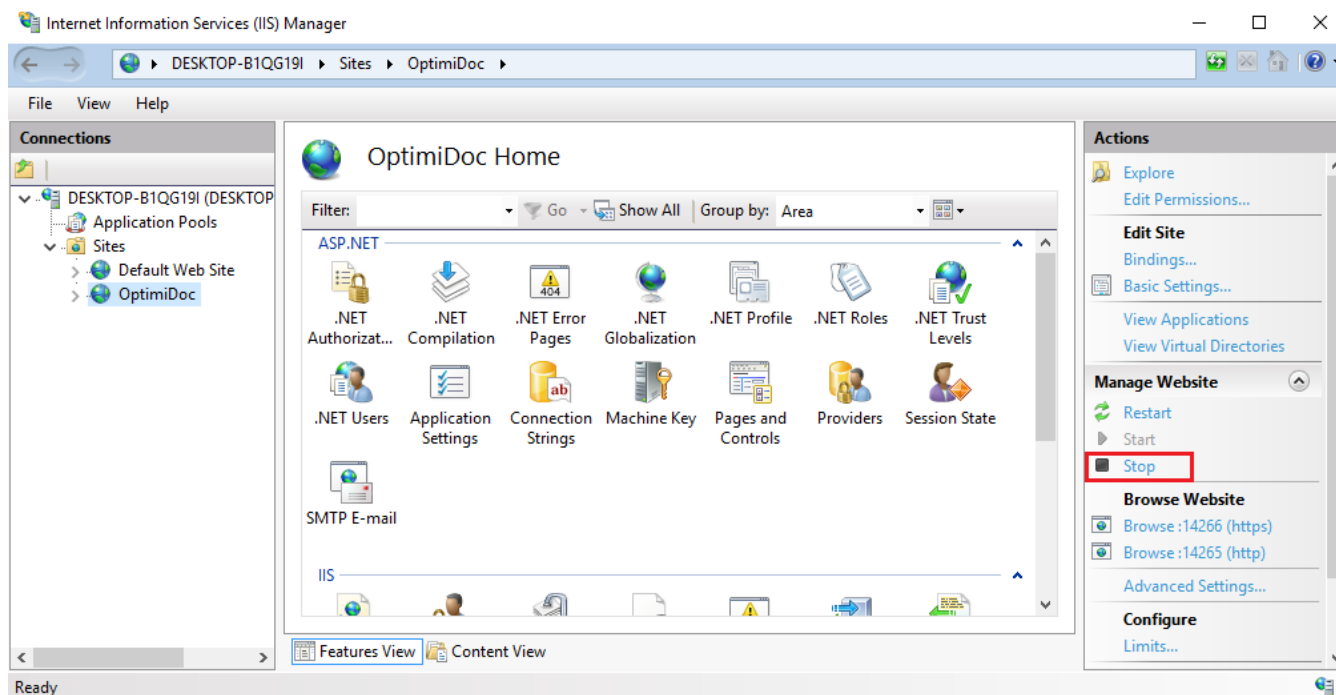 Internet Information Services (IIS) Manager
DESKTOP-B1QG19I Sites OptimiDoc
File View Help
Connections
DESKTOP-B1QG19I (DESKTOP
Application Pools
Sites
Default Web Site
OptimiDoc
OptimiDoc Home
Filter: Go Show All Group by: Area
ASP.NET
.NET Authorizat...
.NET Compilation
404
.NET Error Pages
.NET Globalization
.NET Profile
.NET Roles
.NET Trust Levels
.NET Users
Application Settings
ab
Connection Strings
Machine Key
Pages and Controls
Providers
Session State
SMTP E-mail
IIS
Features View Content View
Actions
Explore
Edit Permissions...
Edit Site
Bindings...
Basic Settings...
View Applications
View Virtual Directories
Manage Website
Restart
Start
Stop
Browse Website
Browse :14266 (https)
Browse :14265 (http)
Advanced Settings...
Configure
Limits...
Ready